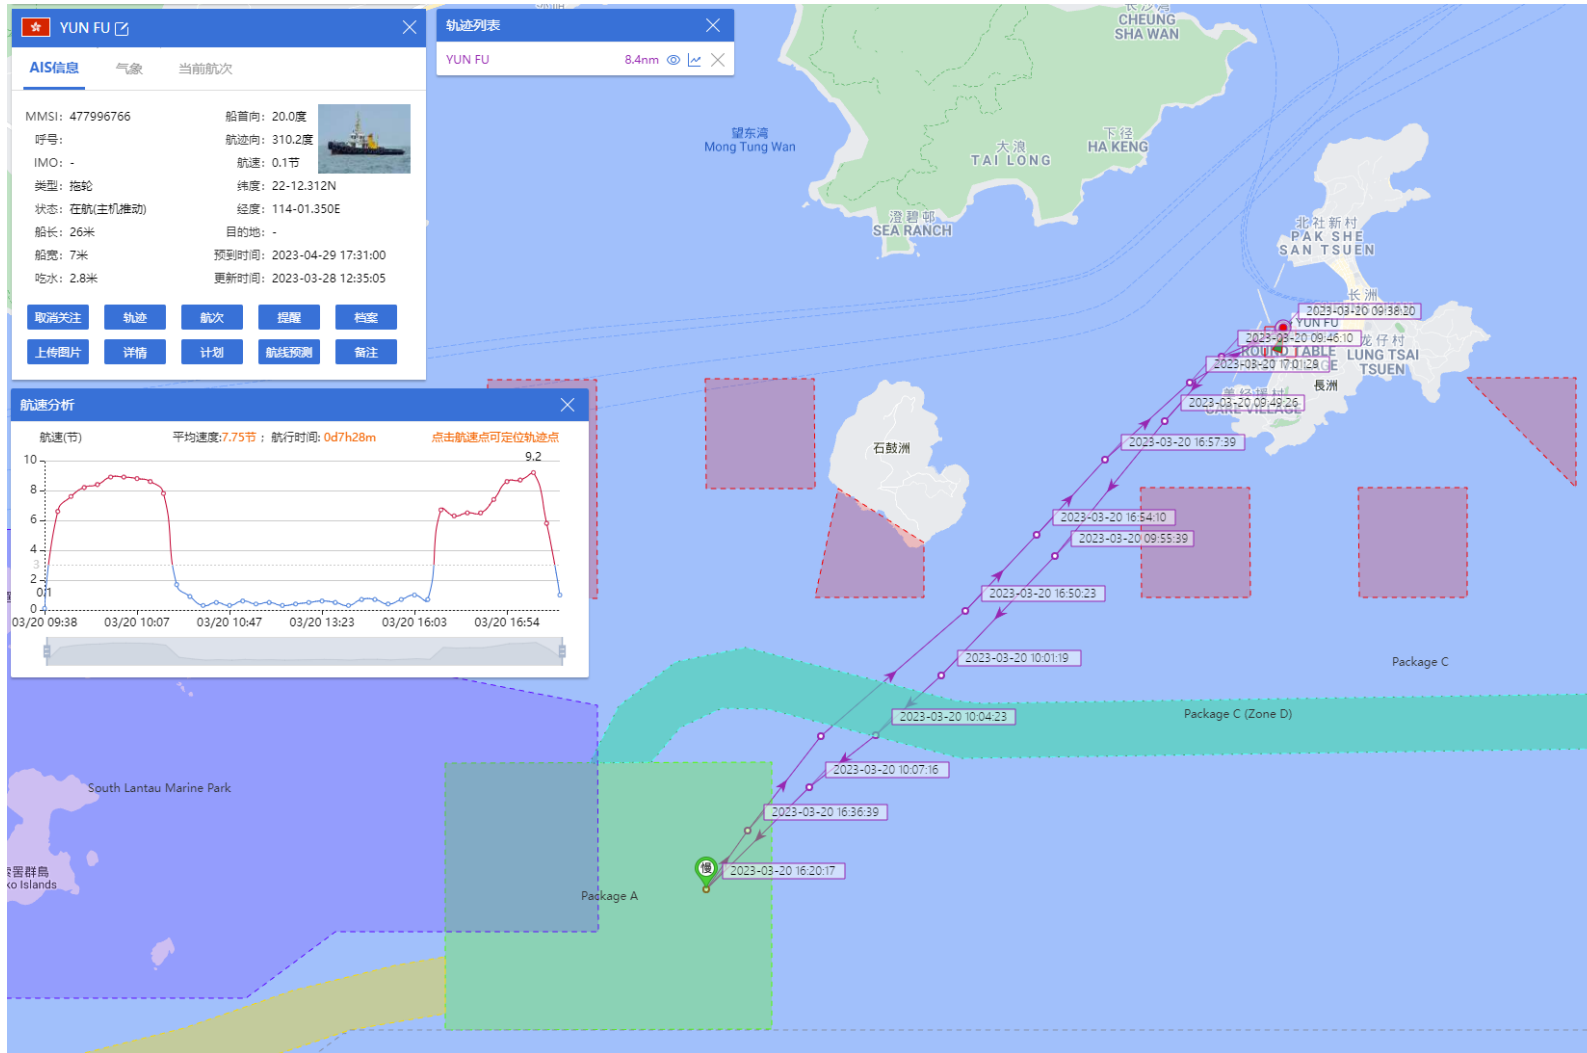 YUN FU
AIS信息
气象
当前航次
MMSI: 477996766
船首向: 20.0度
呼号:
航迹向: 310.2度
IMO: -
航速: 0.1节
类型: 拖轮
纬度: 22-12.312N
状态: 在航(主机推动)
经度: 114-01.350E
船长: 26米
目的地: -
船宽: 7米
预到时间: 2023-04-29 17:31:00
吃水: 2.8米
更新时间: 2023-03-28 12:35:05
取消关注
轨迹
航次
提醒
档案
上传图片
详情
计划
航线预测
备注
轨迹列表
YUN FU
8.4nm
航速分析
航速(节)
平均速度:7.75节 ; 航行时间: 0d7h28m
点击航速点可定位轨迹点
9.2
10
8
6
4
3
2
0.1
0
03/20 09:38
03/20 10:07
03/20 10:47
03/20 13:23
03/20 16:03
03/20 16:54
CHEUNG
SHA WAN
望东湾
Mong Tung Wan
大浪
TAI LONG
下径
HA KENG
澄碧邨
SEA RANCH
北社新村
PAK SHE
SAN TSUEN
长洲
2023-03-20 09:38:20
YUN FU
2023-03-20 09:46:10
ROUND TABLE
龙仔村
LUNG TSAI
TSUEN
2023-03-20 17:01:29
長洲
2023-03-20 09:49:26
CARE VILLAGE
2023-03-20 16:57:39
石鼓洲
2023-03-20 16:54:10
2023-03-20 09:55:39
2023-03-20 16:50:23
2023-03-20 10:01:19
Package C
2023-03-20 10:04:23
Package C (Zone D)
2023-03-20 10:07:16
South Lantau Marine Park
2023-03-20 16:36:39
慢
2023-03-20 16:20:17
Package A
群島
Islands